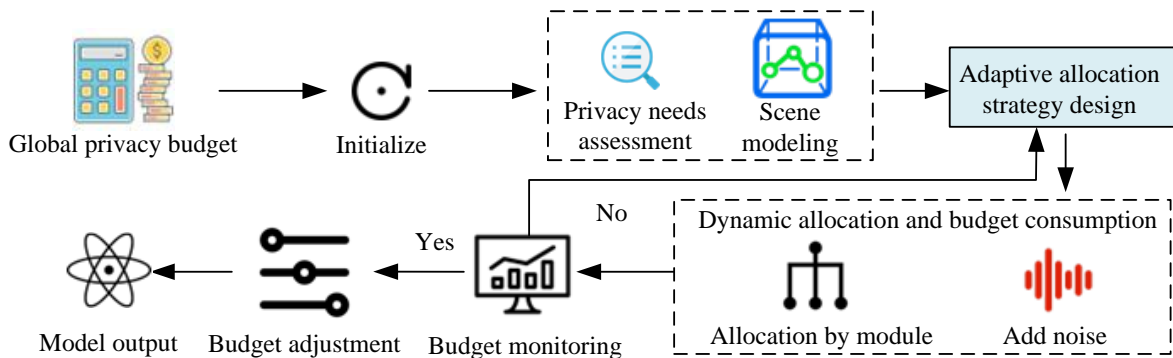 Global privacy budget
Initialize
Privacy needs
assessment
Scene
modeling
Adaptive allocation
strategy design
No
Yes
Dynamic allocation and budget consumption
Model output
Budget adjustment
Budget monitoring
Allocation by module
Add noise